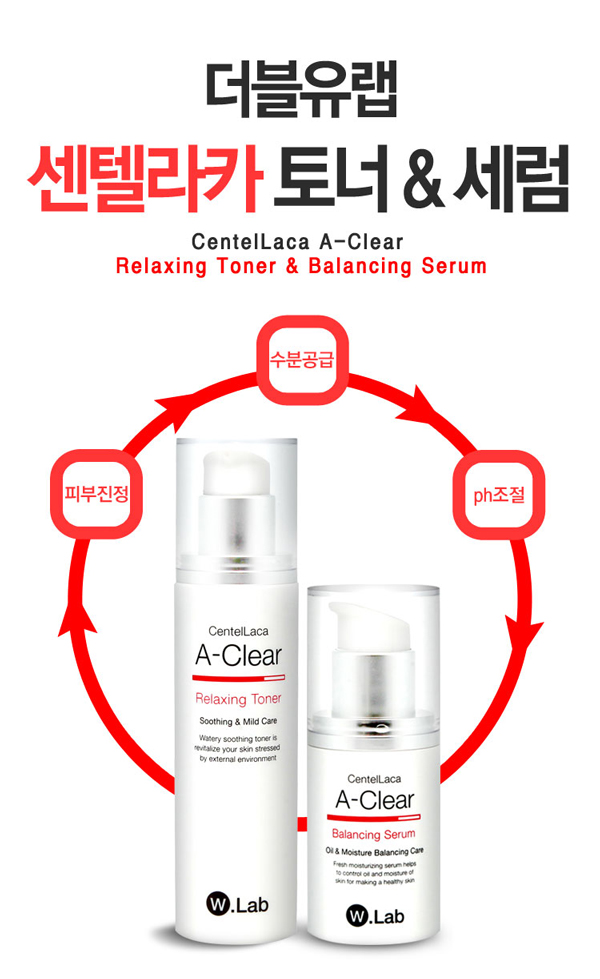 더블유랩
센텔라카 토너 & 세럼
CentelLaca A-Clear
Relaxing Toner & Balancing Serum
수분공급
피부진정
ph조절
CentelLaca
A-Clear
Relaxing Toner
Soothing & Mild Care
Watery soothing toner is
revitalize your skin stressed
by external environment
W.Lab
CentelLaca
A-Clear
Balancing Serum
Oil & Moisture Balancing Care
Fresh moisturizing serum helps
to control oil and moisture of
skin for making a healthy skin
W.Lab